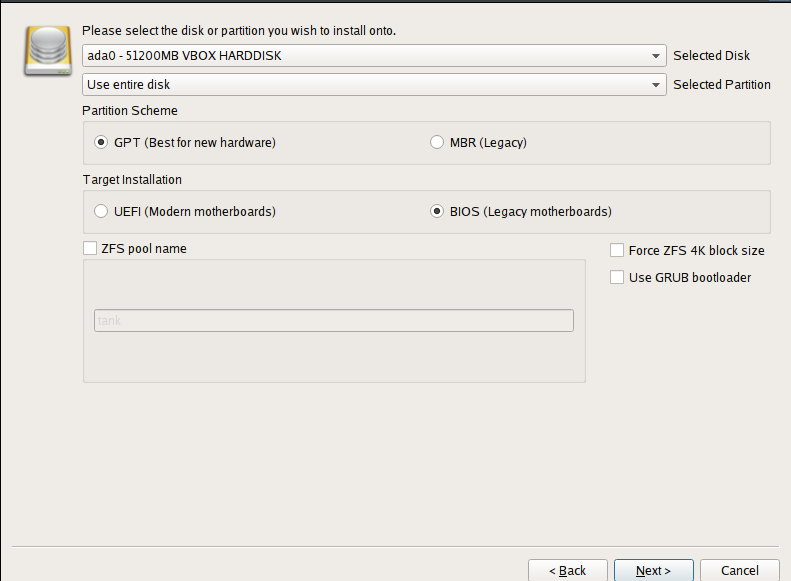 Please select the disk or partition you wish to install onto.
ada0 - 51200MB VBOX HARDDISK
Selected Disk
Use entire disk
Selected Partition
Partition Scheme
GPT (Best for new hardware)
MBR (Legacy)
Target Installation
UEFI (Modern motherboards)
BIOS (Legacy motherboards)
ZFS pool name
Force ZFS 4K block size
Use GRUB bootloader
tank
< Back
Next >
Cancel